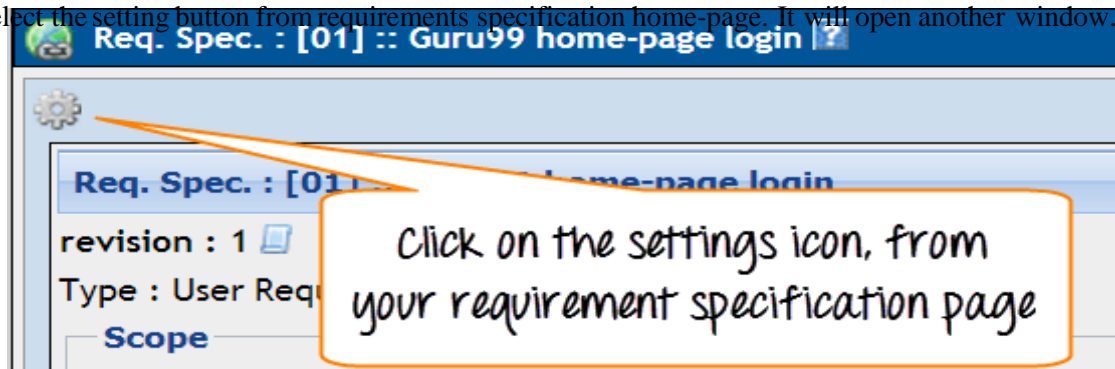 elect the setting button from requirements specification home-page. It will open another window.
Req. Spec. : [01] :: Guru99 home-page login ?
Req. Spec. : [01] :: home-page login
revision : 1
Click on the settings icon, from
Type : User Requ
your requirement specification page
Scope